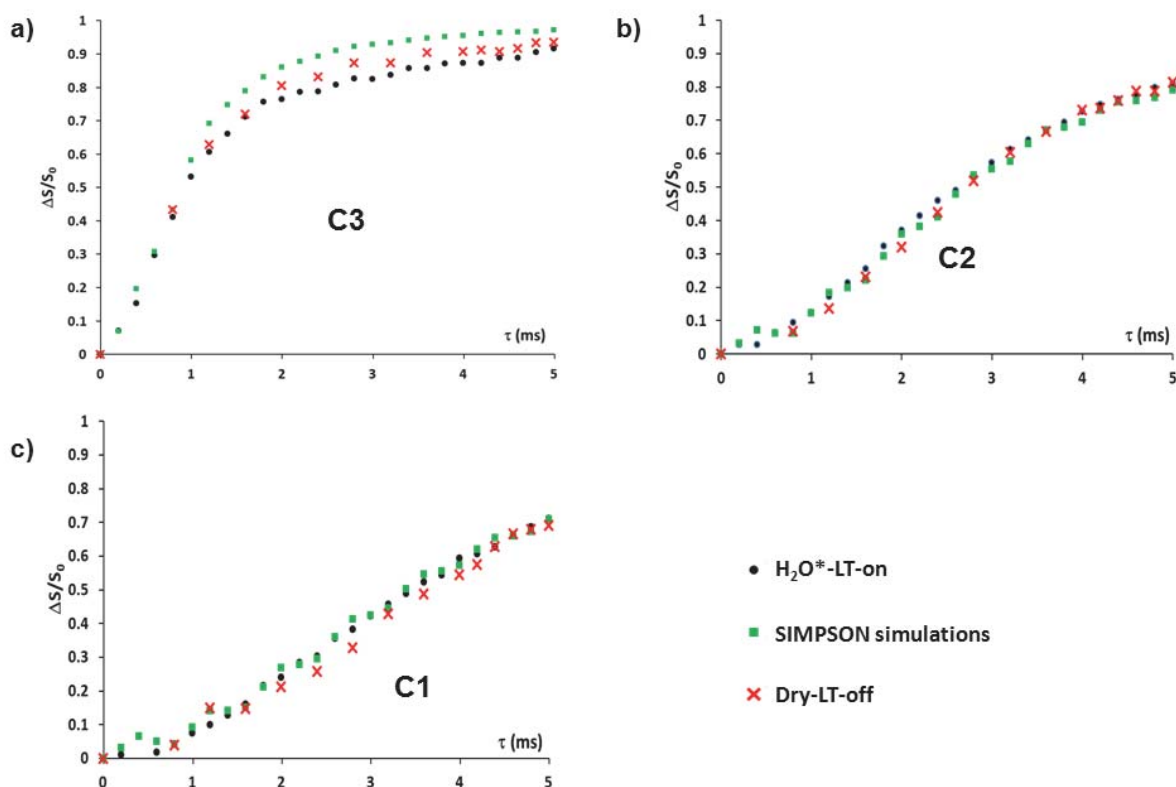 a)
1
0.9
0.8
0.7
0.6
0.5
0.4
0.3
0.2
0.1
0
ΔS/S₀
C3
τ (ms)
0 1 2 3 4 5
b)
1
0.9
0.8
0.7
0.6
0.5
0.4
0.3
0.2
0.1
0
ΔS/S₀
C2
τ (ms)
0 1 2 3 4 5
c)
1
0.9
0.8
0.7
0.6
0.5
0.4
0.3
0.2
0.1
0
ΔS/S₀
C1
τ (ms)
0 1 2 3 4 5
H₂O*-LT-on
SIMPSON simulations
Dry-LT-off